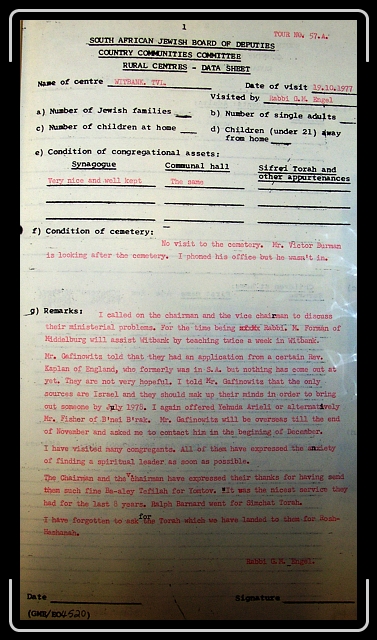 1
TOUR NO. 57.A.
SOUTH AFRICAN JEWISH BOARD OF DEPUTIES
COUNTRY COMMUNITIES COMMITTEE
RURAL CENTRES - DATA SHEET
Name of centre WITBANK, TVL.
Date of visit 19.10.1977
Visited by Rabbi G.M. Engel
a) Number of Jewish families
b) Number of single adults
c) Number of children at home
d) Children (under 21) away from home
e) Condition of congregational assets:
Synagogue Communal hall Sifrei Torah and other appurtenances
Very nice and well kept The same
f) Condition of cemetery:
No visit to the cemetery. Mr. Victor Burman
is looking after the cemetery. I phoned his office but he wasn't in.
g) Remarks: I called on the chairman and the vice chairman to discuss
their ministerial problems. For the time being Rabbi. M. Forman of
Middelburg will assist Witbank by teaching twice a week in Witbank.
Mr. Gafinowits told that they had an application from a certain Rev.
Kaplan of England, who formerly was in S.A. but nothing has come out at
yet. They are not very hopeful. I told Mr. Gafinowitz that the only
sources are Israel and they should make up their minds in order to bring
out someone by July 1978. I again offered Yehuda Arieli or alternatively
Mr. Fisher of B'nei B'rak. Mr. Gafinowits will be overseas till the end
of November and asked me to contact him in the begining of December.
I have visited many congregants. All of them have expressed the anxiety
of finding a spiritual leader as soon as possible.
The Chairman and the V chairman have expressed their thanks for having send
them such fine Ba-aley Tefilah for Yomtov. "It was the nicest service they
had for the last 8 years. Ralph Barnard went for Simchat Torah.
I have forgotten to ask for the Torah which we have landed to them for Rosh-
Hashanah.
Rabbi G.M. Engel.
Date Signature
(GME/EO4520)